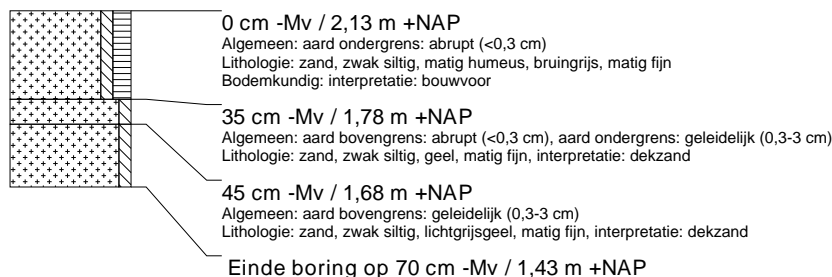 0 cm -Mv / 2,13 m +NAP
Algemeen: aard ondergrens: abrupt (<0,3 cm)
Lithologie: zand, zwak siltig, matig humeus, bruingrijs, matig fijn
Bodemkundig: interpretatie: bouwvoor
35 cm -Mv / 1,78 m +NAP
Algemeen: aard bovengrens: abrupt (<0,3 cm), aard ondergrens: geleidelijk (0,3-3 cm)
Lithologie: zand, zwak siltig, geel, matig fijn, interpretatie: dekzand
45 cm -Mv / 1,68 m +NAP
Algemeen: aard bovengrens: geleidelijk (0,3-3 cm)
Lithologie: zand, zwak siltig, lichtgrijsgeel, matig fijn, interpretatie: dekzand
Einde boring op 70 cm -Mv / 1,43 m +NAP